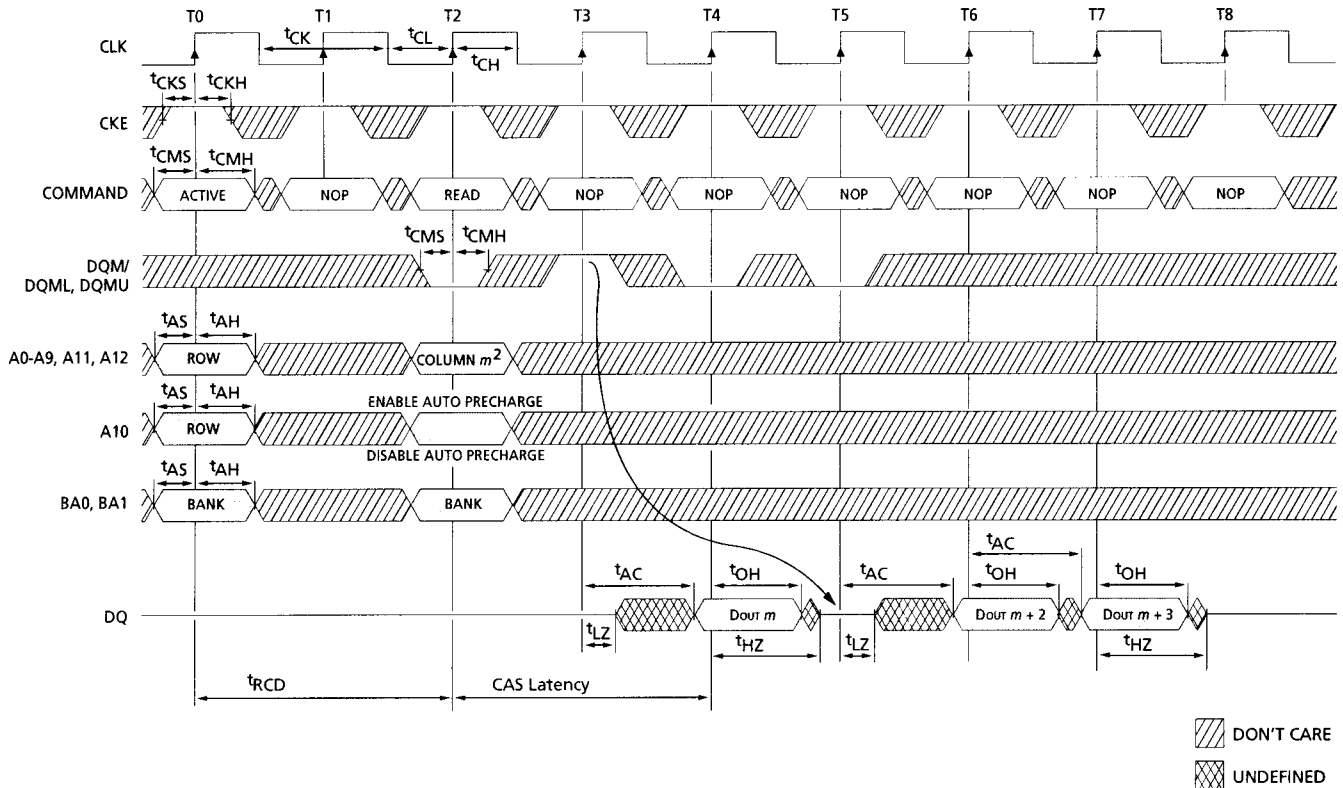 T0 T1 T2 T3 T4 T5 T6 T7 T8
CLK
tCK tCL tCH
tCKS tCKH
CKE
tCMS tCMH
COMMAND
ACTIVE NOP READ NOP NOP NOP NOP NOP NOP
tCMS tCMH
DQM/
DQML, DQMU
tAS tAH
A0-A9, A11, A12
ROW COLUMN m2
tAS tAH
ENABLE AUTO PRECHARGE
A10
ROW
DISABLE AUTO PRECHARGE
tAS tAH
BA0, BA1
BANK BANK
tAC tOH tAC tAC tOH tOH
DQ
DOUT m DOUT m + 2 DOUT m + 3
tLZ tHZ tLZ tHZ
tRCD CAS Latency
DON'T CARE
UNDEFINED